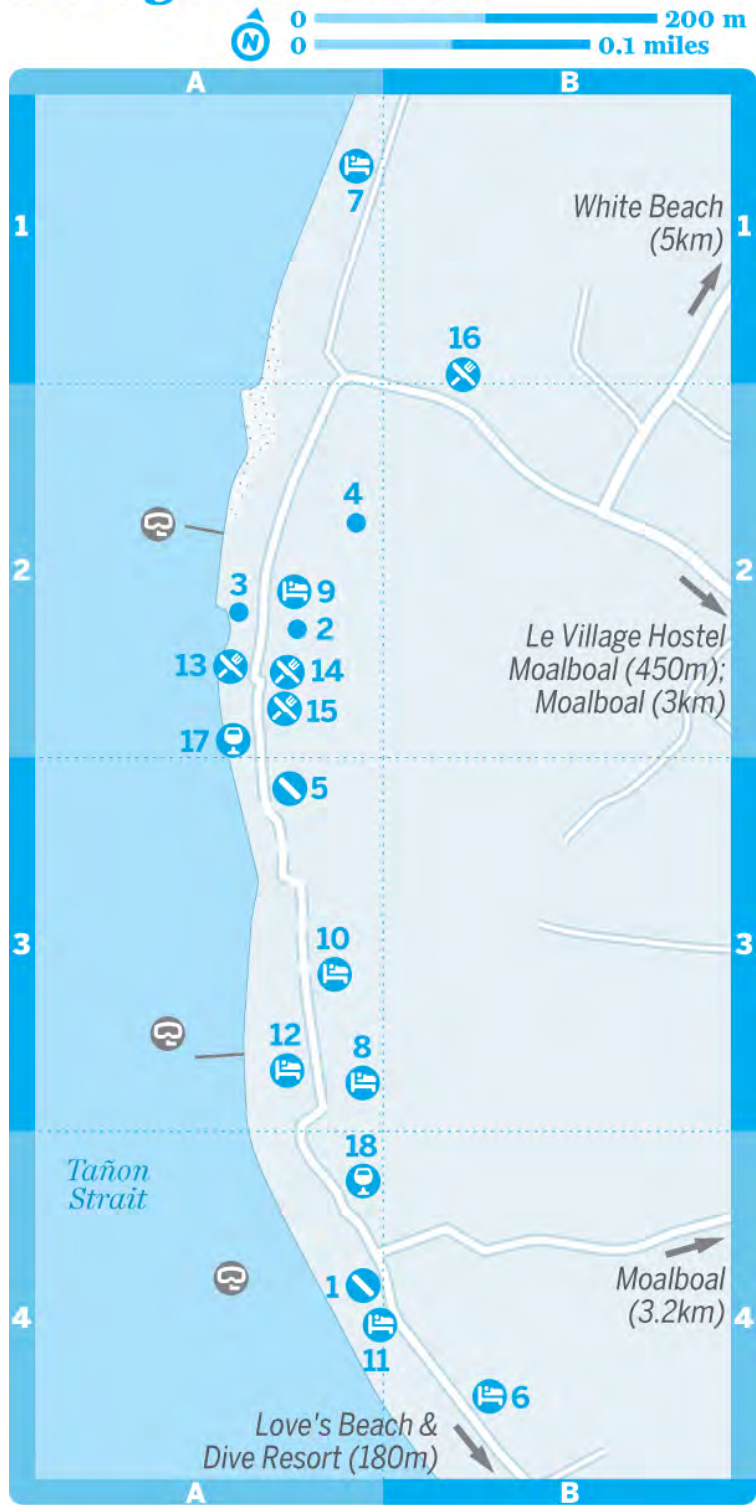 N
0 200 m
0 0.1 miles
A B
1 1
7
White Beach
(5km)
16
4
2 2
3
9
2
13
14
15
17
Le Village Hostel
Moalboal (450m);
Moalboal (3km)
5
3 3
10
12
8
18
Tañon
Strait
1
11
Moalboal
(3.2km)
4 4
6
Love's Beach &
Dive Resort (180m)
A B